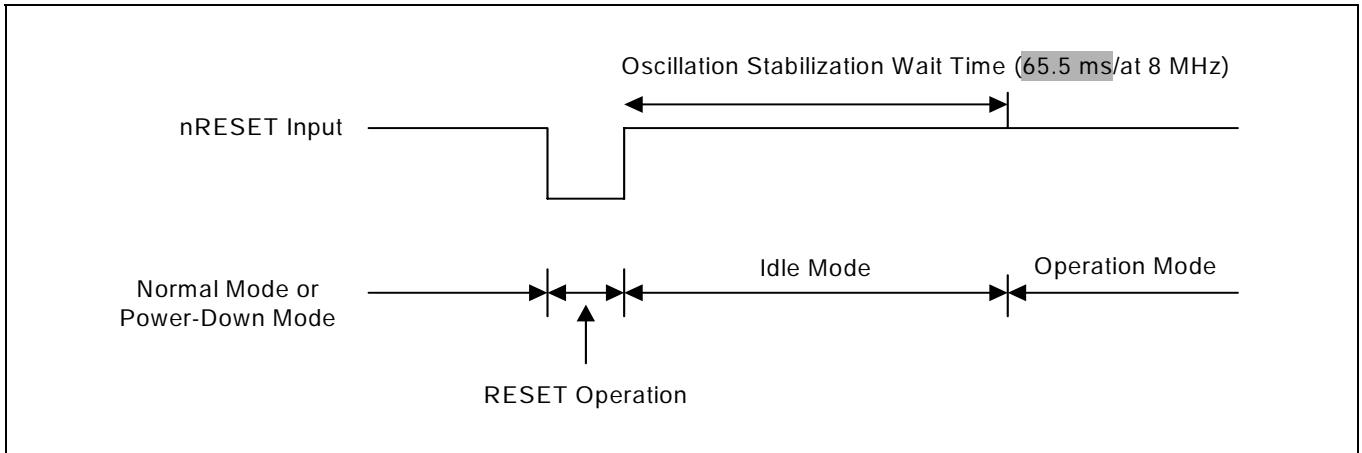 Oscillation Stabilization Wait Time (65.5 ms/at 8 MHz)
nRESET Input
Idle Mode
Operation Mode
Normal Mode or
Power-Down Mode
RESET Operation